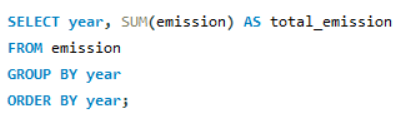 SELECT year, SUM(emission) AS total_emission
FROM emission
GROUP BY year
ORDER BY year;